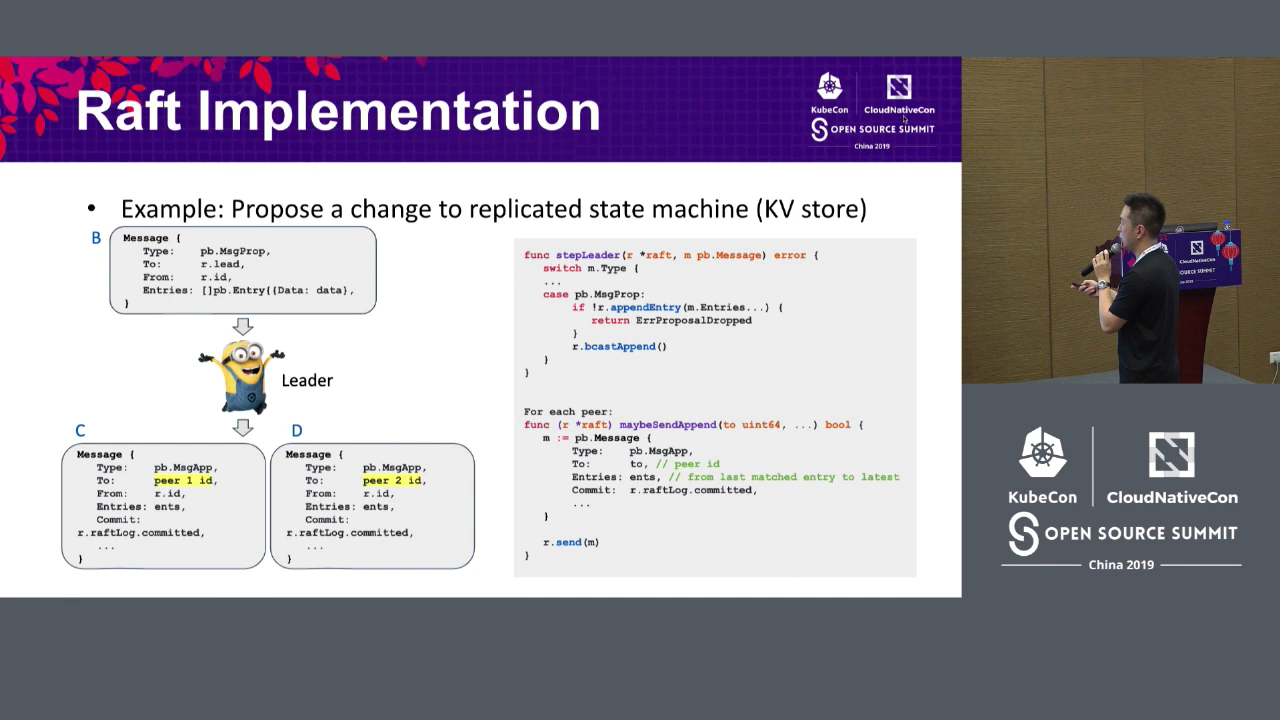 Raft Implementation
KubeCon
CloudNativeCon
OPEN SOURCE SUMMIT
China 2019
• Example: Propose a change to replicated state machine (KV store)
B
Message {
Type: pb.MsgProp,
To: r.lead,
From: r.id,
Entries: []pb.Entry{{Data: data},
}
Leader
C
Message {
Type: pb.MsgApp,
To: peer 1 id,
From: r.id,
Entries: ents,
Commit:
r.raftLog.committed,
...
}
D
Message {
Type: pb.MsgApp,
To: peer 2 id,
From: r.id,
Entries: ents,
Commit:
r.raftLog.committed,
...
}
func stepLeader(r *raft, m pb.Message) error {
switch m.Type {
...
case pb.MsgProp:
if !r.appendEntry(m.Entries...) {
return ErrProposalDropped
}
r.bcastAppend()
}
}
For each peer:
func (r *raft) maybeSendAppend(to uint64, ...) bool {
m := pb.Message {
Type: pb.MsgApp,
To: to, // peer id
Entries: ents, // from last matched entry to latest
Commit: r.raftLog.committed,
...
}
r.send(m)
}
CloudNativeCon
SOURCE SUMMIT
KubeCon
CloudNativeCon
OPEN SOURCE SUMMIT
China 2019